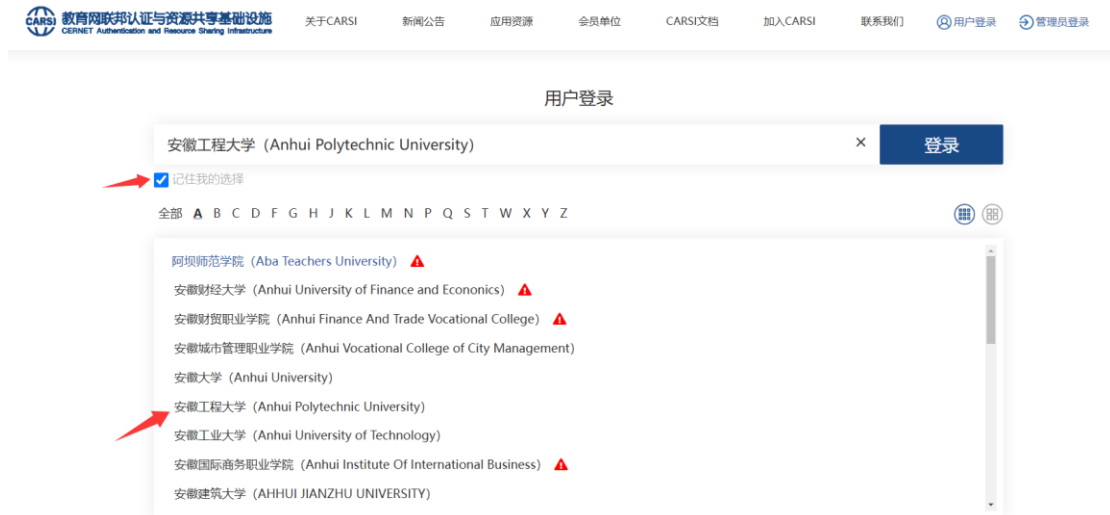 CARSI 教育网联邦认证与资源共享基础设施
CERNET Authentication and Resource Sharing Infrastructure
关于CARSI 新闻公告 应用资源 会员单位 CARSI文档 加入CARSI 联系我们 用户登录 管理员登录
用户登录
安徽工程大学（Anhui Polytechnic University） × 登录
记住我的选择
全部 A B C D F G H J K L M N P Q S T W X Y Z
阿坝师范学院（Aba Teachers University）
安徽财经大学（Anhui University of Finance and Econonics）
安徽财贸职业学院（Anhui Finance And Trade Vocational College）
安徽城市管理职业学院（Anhui Vocational College of City Management）
安徽大学（Anhui University）
安徽工程大学（Anhui Polytechnic University）
安徽工业大学（Anhui University of Technology）
安徽国际商务职业学院（Anhui Institute Of International Business）
安徽建筑大学（AHHUI JIANZHU UNIVERSITY）